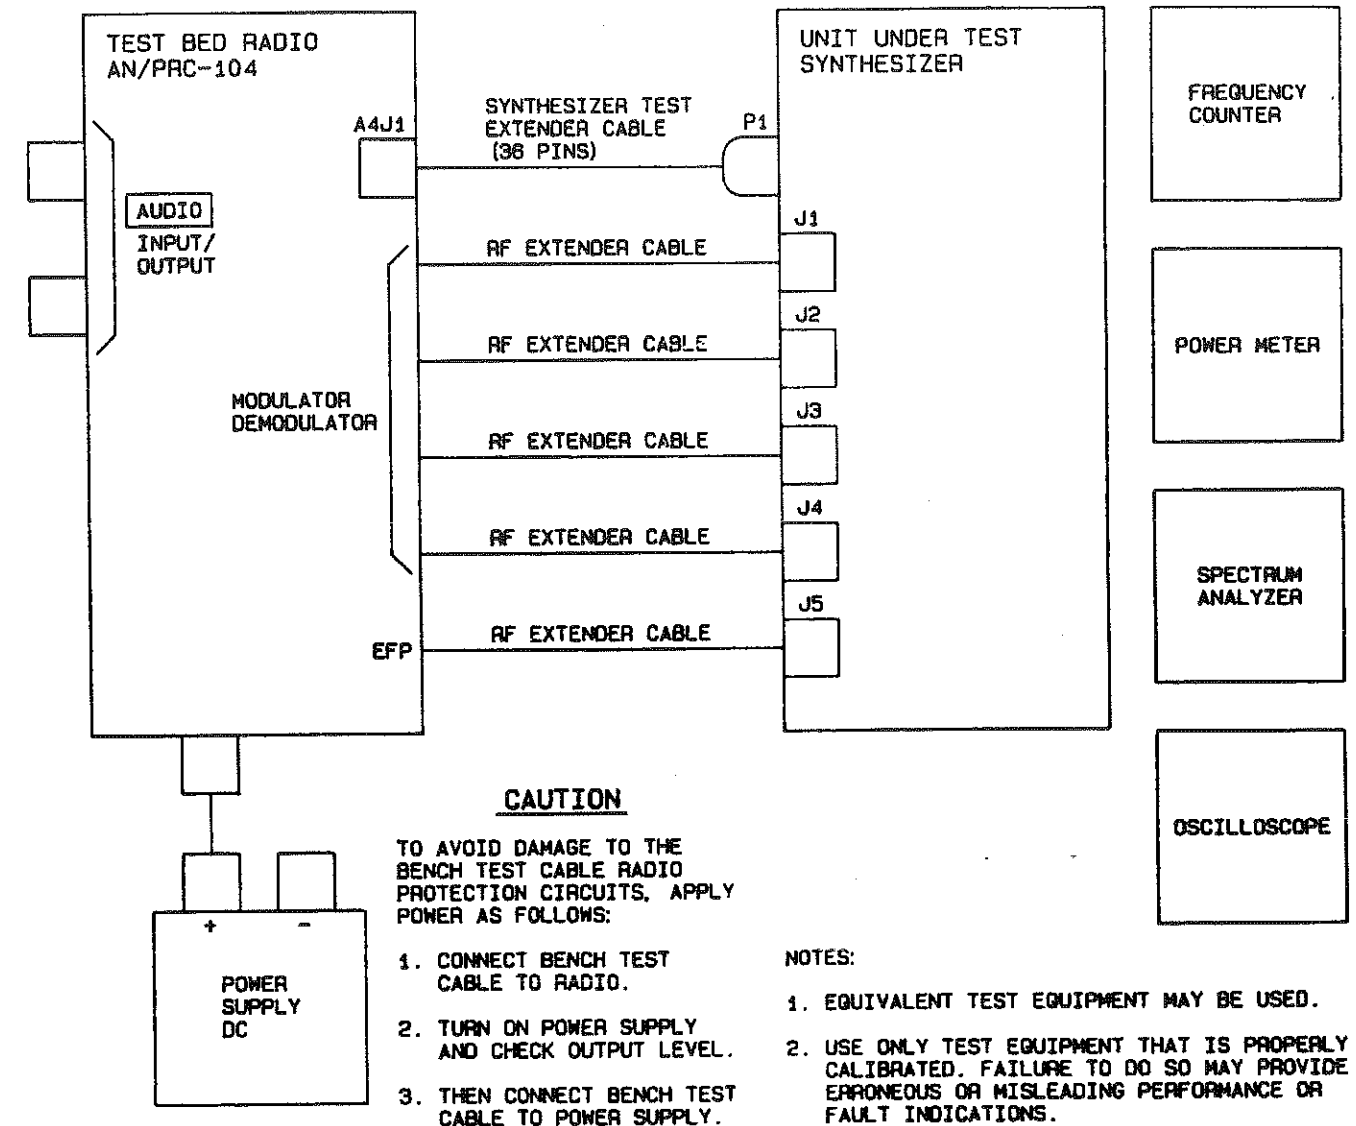 TEST BED RADIO
AN/PRC-104
A4J1
AUDIO
INPUT/
OUTPUT
MODULATOR
DEMODULATOR
EFP
SYNTHESIZER TEST
EXTENDER CABLE
(36 PINS)
P1
RF EXTENDER CABLE
RF EXTENDER CABLE
RF EXTENDER CABLE
RF EXTENDER CABLE
RF EXTENDER CABLE
UNIT UNDER TEST
SYNTHESIZER
J1
J2
J3
J4
J5
FREQUENCY
COUNTER
POWER METER
SPECTRUM
ANALYZER
OSCILLOSCOPE
+
-
POWER
SUPPLY
DC
CAUTION
TO AVOID DAMAGE TO THE
BENCH TEST CABLE RADIO
PROTECTION CIRCUITS, APPLY
POWER AS FOLLOWS:
1. CONNECT BENCH TEST
CABLE TO RADIO.
2. TURN ON POWER SUPPLY
AND CHECK OUTPUT LEVEL.
3. THEN CONNECT BENCH TEST
CABLE TO POWER SUPPLY.
NOTES:
1. EQUIVALENT TEST EQUIPMENT MAY BE USED.
2. USE ONLY TEST EQUIPMENT THAT IS PROPERLY
CALIBRATED. FAILURE TO DO SO MAY PROVIDE
ERRONEOUS OR MISLEADING PERFORMANCE OR
FAULT INDICATIONS.